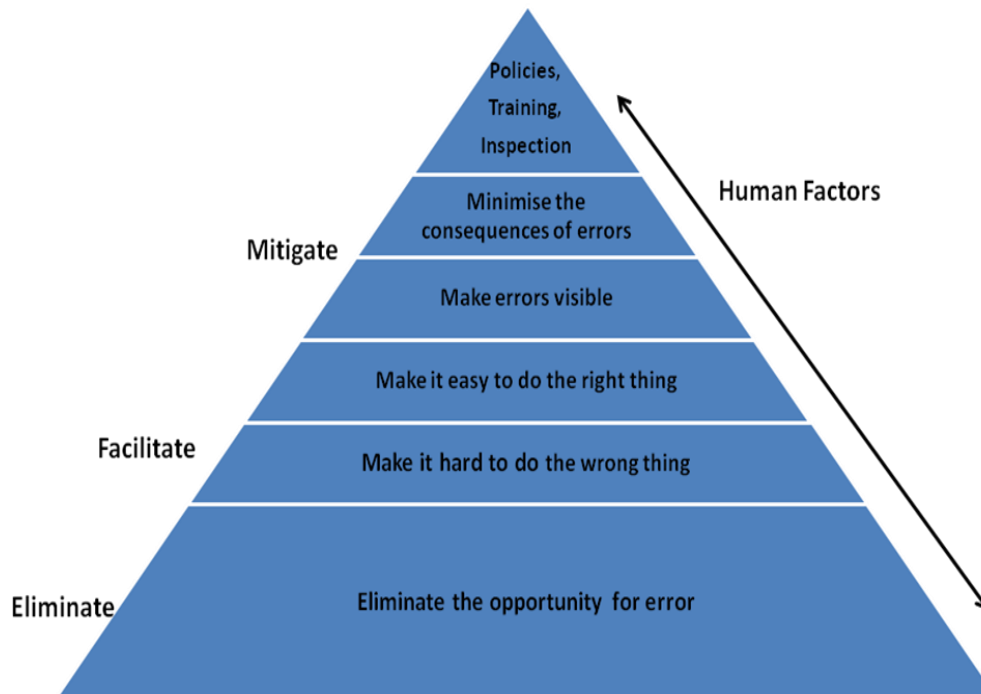 Policies,
Training,
Inspection
Human Factors
Minimise the
consequences of errors
Mitigate
Make errors visible
Make it easy to do the right thing
Facilitate
Make it hard to do the wrong thing
Eliminate
Eliminate the opportunity for error